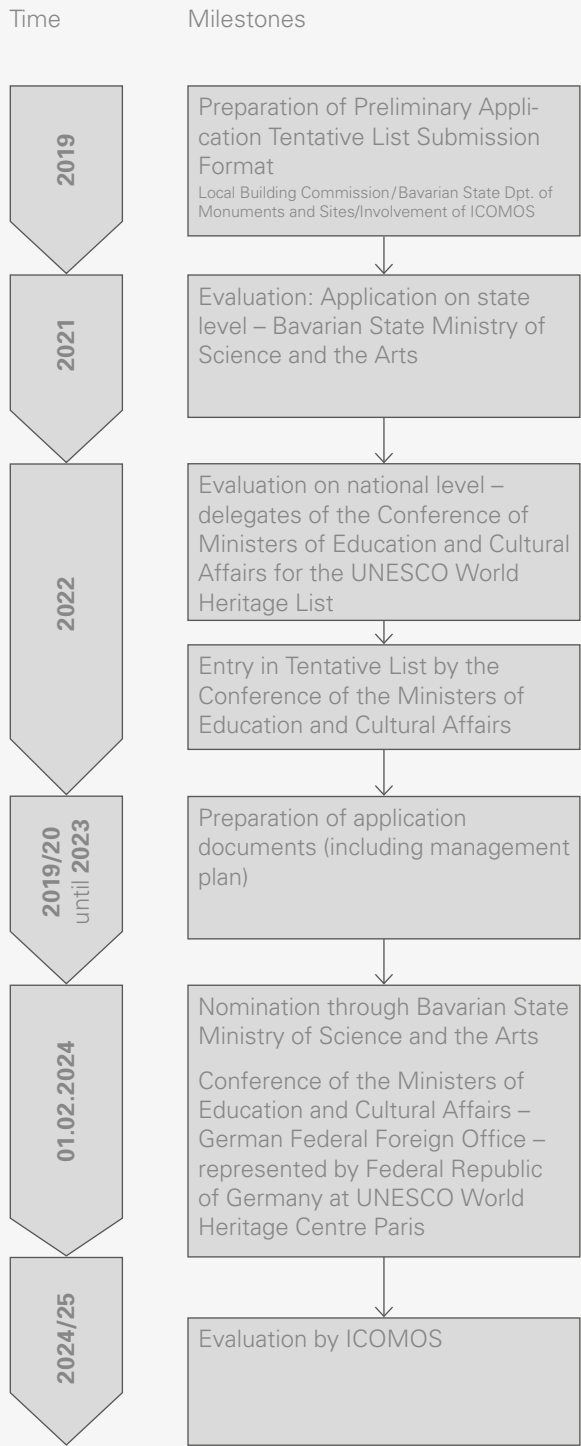 Time
Milestones
2019
Preparation of Preliminary Appli-
cation Tentative List Submission
Format
Local Building Commission/Bavarian State Dpt. of
Monuments and Sites/Involvement of ICOMOS
2021
Evaluation: Application on state
level – Bavarian State Ministry of
Science and the Arts
2022
Evaluation on national level –
delegates of the Conference of
Ministers of Education and Cultural
Affairs for the UNESCO World
Heritage List
Entry in Tentative List by the
Conference of the Ministers of
Education and Cultural Affairs
2019/20
until 2023
Preparation of application
documents (including management
plan)
01.02.2024
Nomination through Bavarian State
Ministry of Science and the Arts
Conference of the Ministers of
Education and Cultural Affairs –
German Federal Foreign Office –
represented by Federal Republic
of Germany at UNESCO World
Heritage Centre Paris
2024/25
Evaluation by ICOMOS